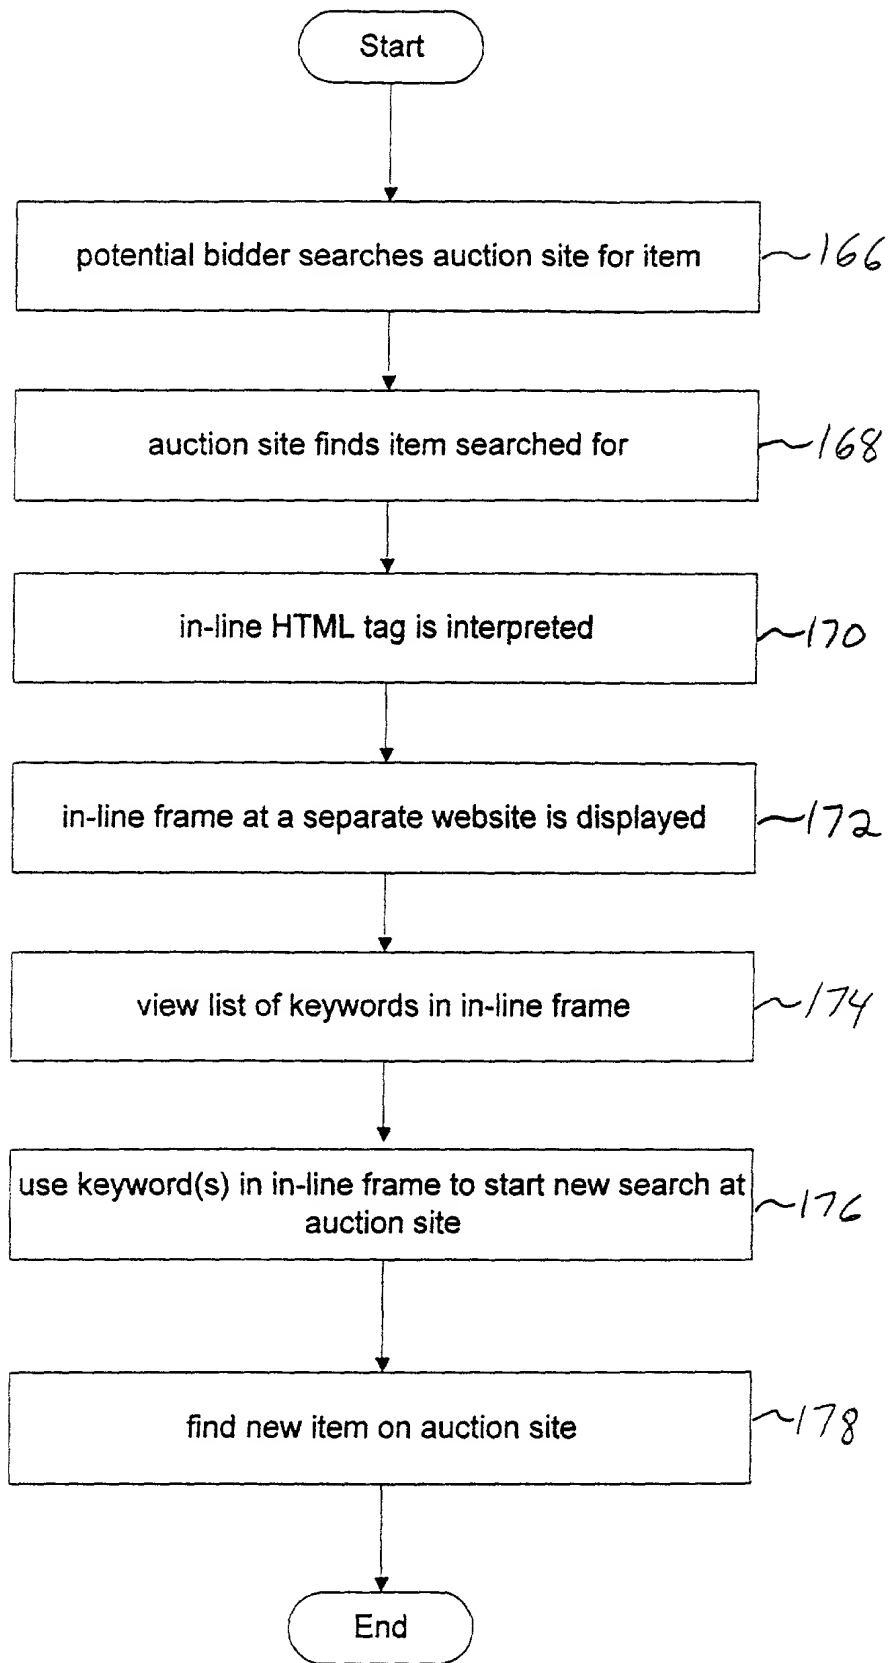 Start
potential bidder searches auction site for item
166
auction site finds item searched for
168
in-line HTML tag is interpreted
170
in-line frame at a separate website is displayed
172
view list of keywords in in-line frame
174
use keyword(s) in in-line frame to start new search at
auction site
176
find new item on auction site
178
End